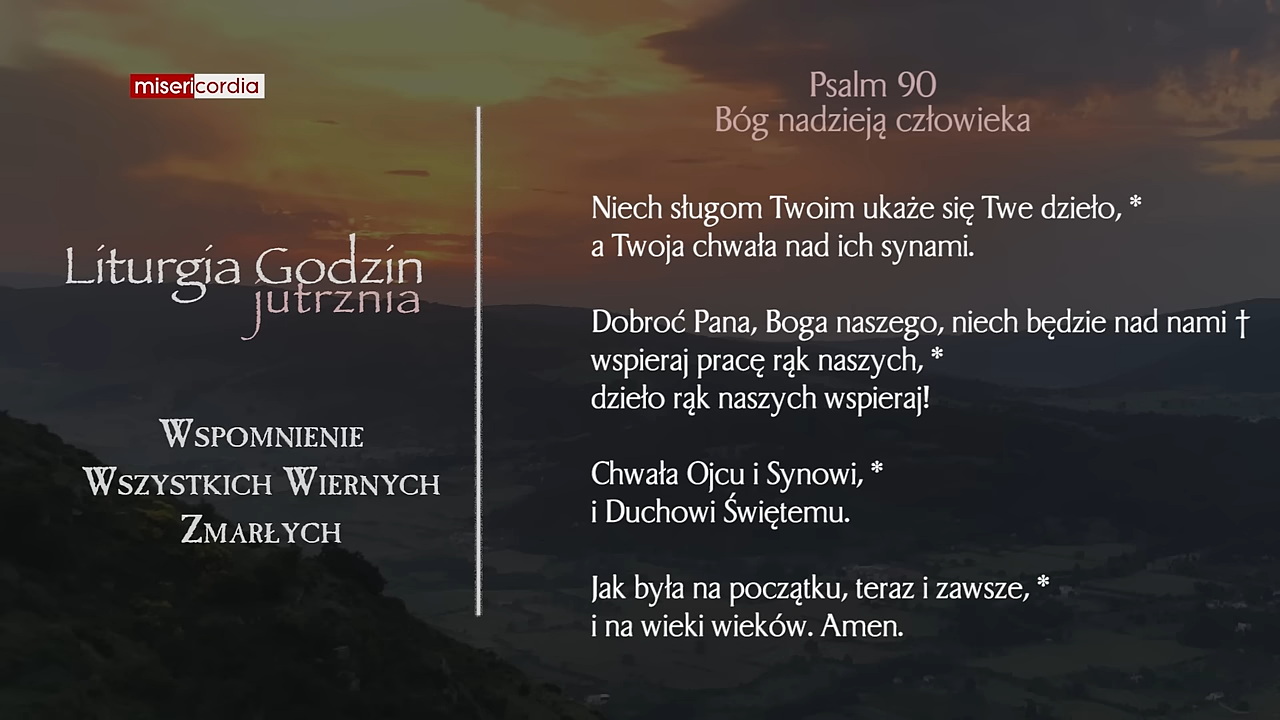 misericordia
Liturgia Godzin
jutrznia
Wspomnienie
Wszystkich Wiernych
Zmarłych
Psalm 90
Bóg nadzieją człowieka
Niech sługom Twoim ukaże się Twe dzieło, *
a Twoja chwała nad ich synami.
Dobroć Pana, Boga naszego, niech będzie nad nami †
wspieraj pracę rąk naszych, *
dzieło rąk naszych wspieraj!
Chwała Ojcu i Synowi, *
i Duchowi Świętemu.
Jak była na początku, teraz i zawsze, *
i na wieki wieków. Amen.